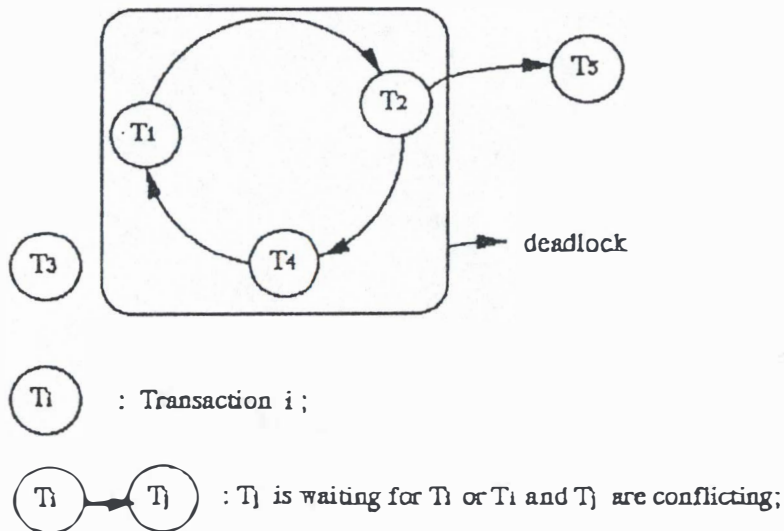 T1
T2
T5
T4
T3
deadlock
Ti : Transaction i ;
Ti Tj : Tj is waiting for Ti or Ti and Tj are conflicting;